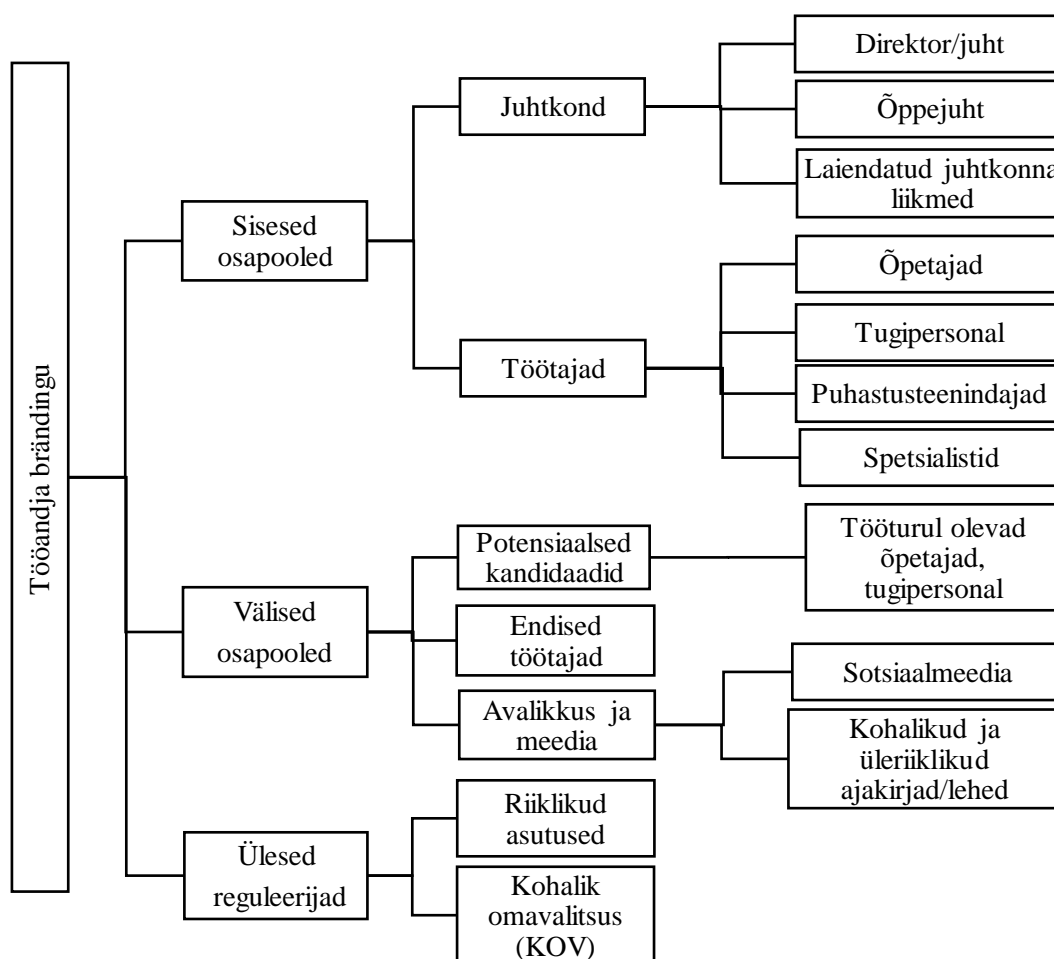 Tööandja brändingu
Sisesed
osapooled
Juhtkond
Direktor/juht
Õppejuht
Laiendatud juhtkonna
liikmed
Töötajad
Õpetajad
Tugipersonal
Puhastusteenindajad
Spetsialistid
Välised
osapooled
Potensiaalsed
kandidaadid
Tööturul olevad
õpetajad,
tugipersonal
Endised
töötajad
Avalikkus ja
meedia
Sotsiaalmeedia
Kohalikud ja
üleriiklikud
ajakirjad/lehed
Ülesed
reguleerijad
Riiklikud
asutused
Kohalik
omavalitsus
(KOV)